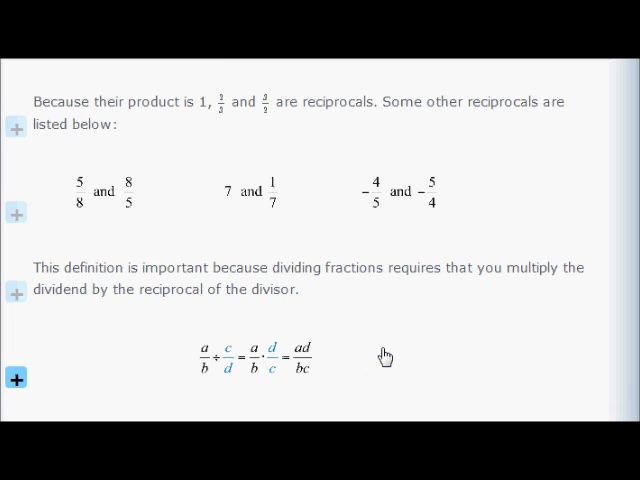 Because their product is 1, 2/3 and 3/2 are reciprocals. Some other reciprocals are
listed below:
5/8 and 8/5 7 and 1/7 -4/5 and -5/4
This definition is important because dividing fractions requires that you multiply the
dividend by the reciprocal of the divisor.
a/b ÷ c/d = a/b · d/c = ad/bc